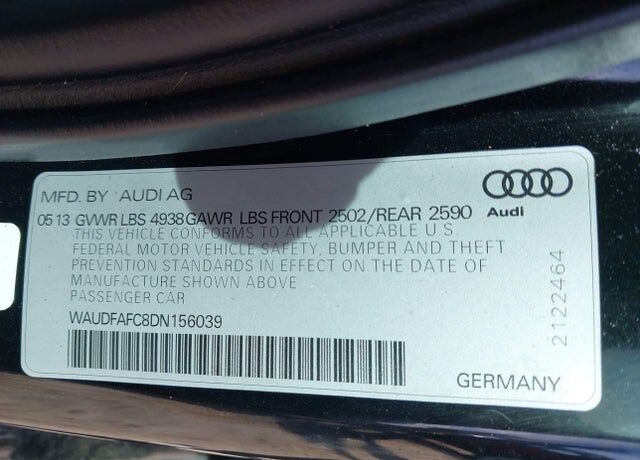 MFD. BY AUDI AG
05 13 GVWR LBS 4938 GAWR LBS FRONT 2502/REAR 2590
Audi
THIS VEHICLE CONFORMS TO ALL APPLICABLE U.S.
FEDERAL MOTOR VEHICLE SAFETY, BUMPER AND THEFT
PREVENTION STANDARDS IN EFFECT ON THE DATE OF
MANUFACTURE SHOWN ABOVE
PASSENGER CAR
WAUDFAFC8DN156039
2122464
GERMANY